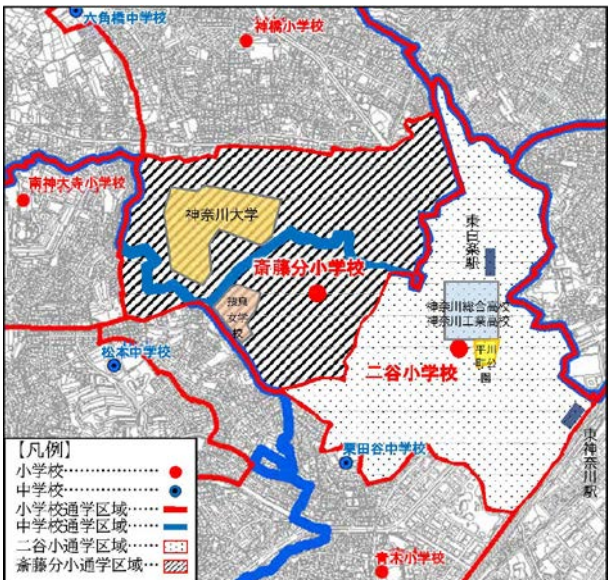 六角橋中学校
神橋小学校
南神大寺小学校
神奈川大学
斎藤分小学校
東白楽駅
捜真
女学
校
神奈川総合高校
神奈川工業高校
松本中学校
二谷小学校
平川
町公
園
栗田谷中学校
東神奈川駅
青木小学校
【凡例】
小学校
中学校
小学校通学区域
中学校通学区域
二谷小通学区域
斎藤分小通学区域